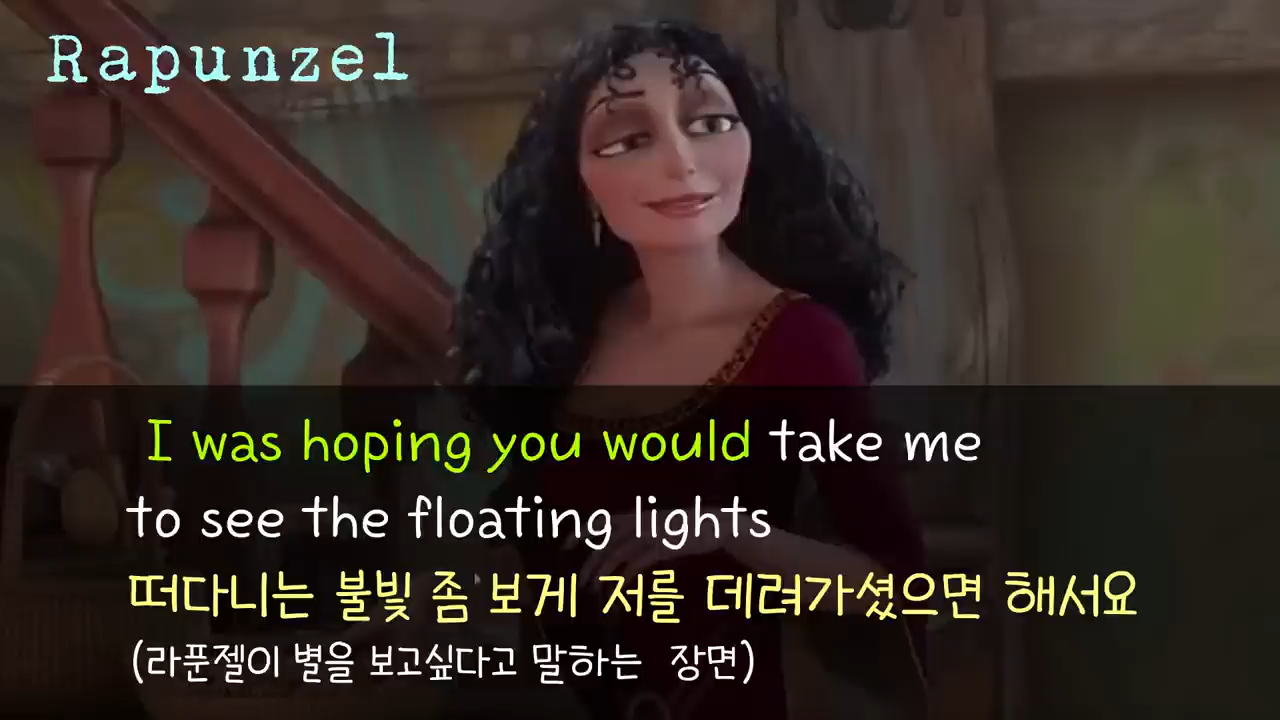 Rapunzel
I was hoping you would take me
to see the floating lights
떠다니는 불빛 좀 보게 저를 데려가셨으면 해서요
(라푼젤이 별을 보고싶다고 말하는 장면)